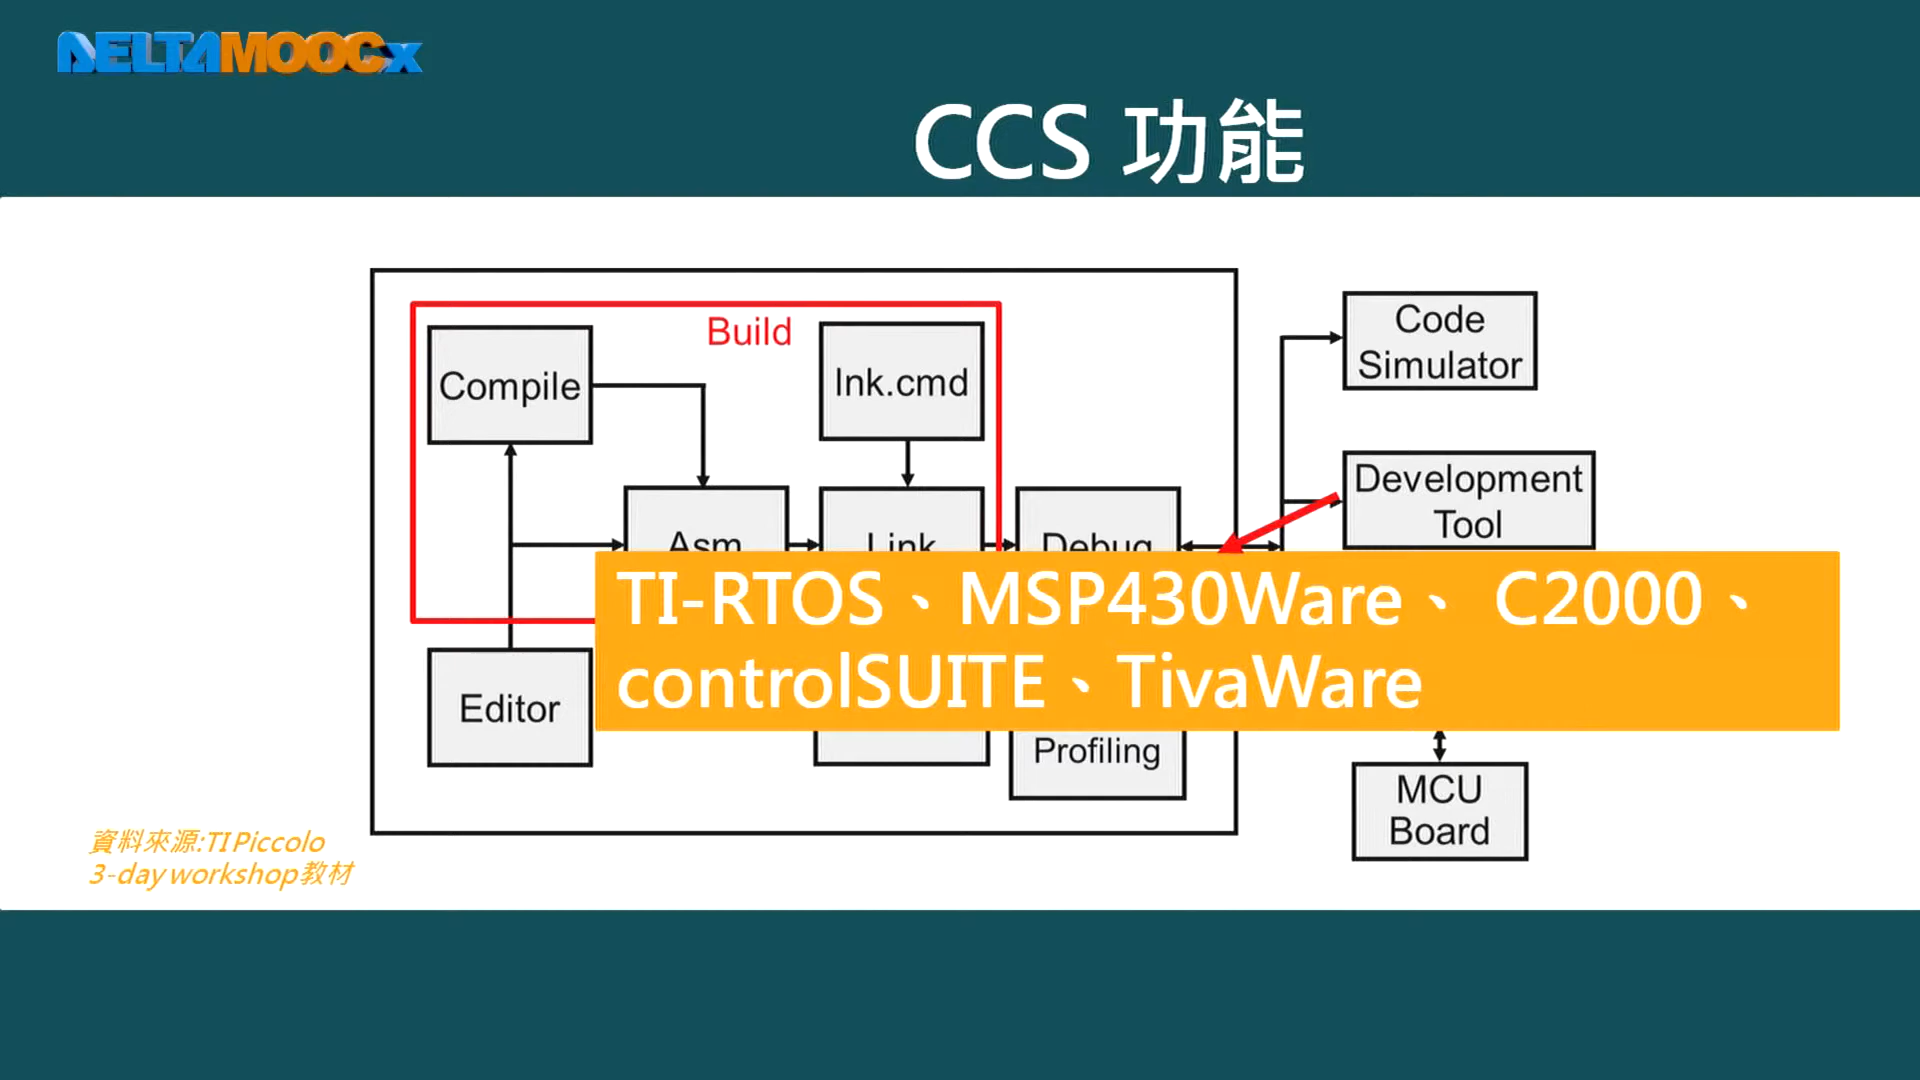 DELTAMOOCx
CCS 功能
Build
Compile
lnk.cmd
Code
Simulator
Development
Tool
Asm
Link
Debug
TI-RTOS、MSP430Ware、 C2000、
controlSUITE、TivaWare
Editor
Profiling
MCU
Board
資料來源:TI Piccolo
3-day workshop教材